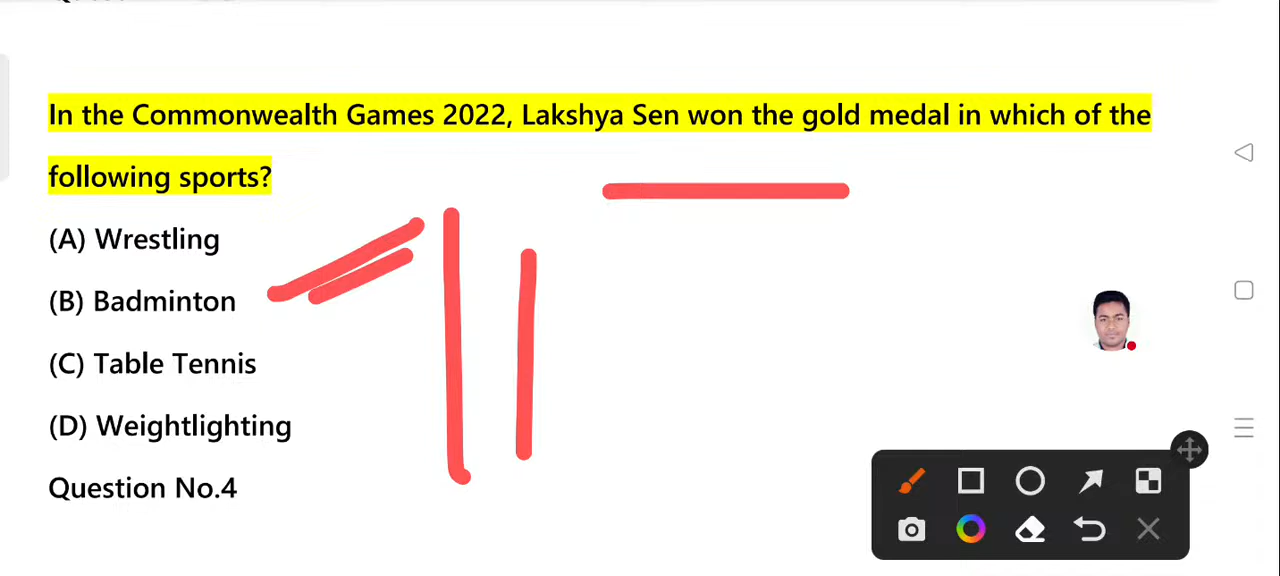 In the Commonwealth Games 2022, Lakshya Sen won the gold medal in which of the
following sports?
(A) Wrestling
(B) Badminton
(C) Table Tennis
(D) Weightlighting
Question No.4